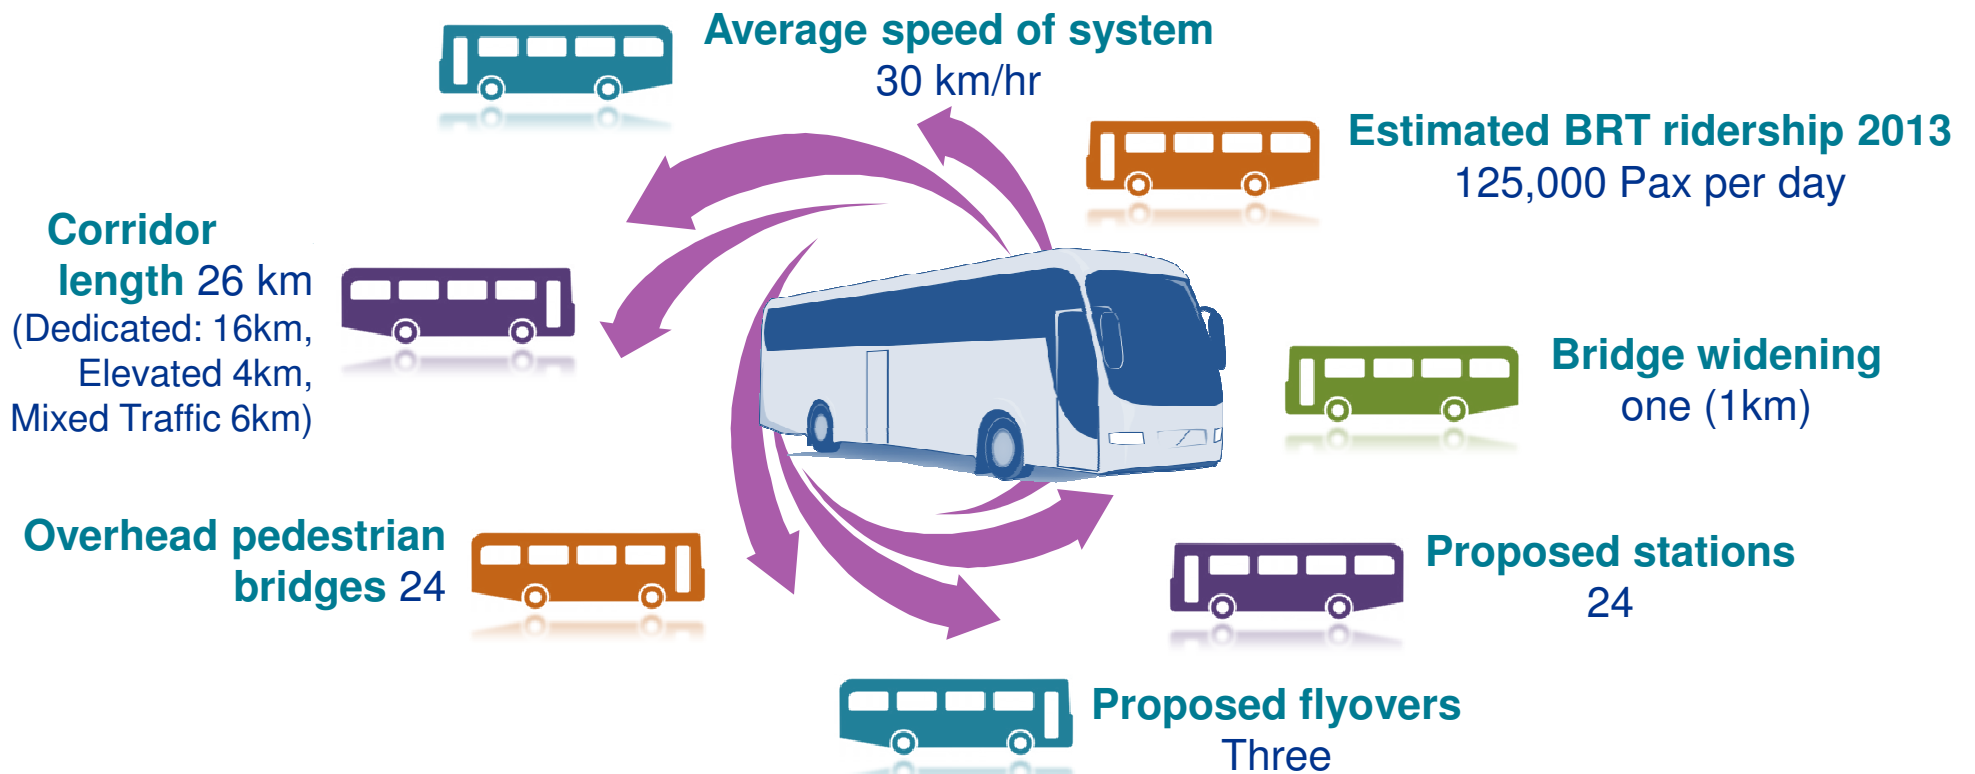 Average speed of system
30 km/hr
Estimated BRT ridership 2013
125,000 Pax per day
Corridor
length 26 km
(Dedicated: 16km,
Elevated 4km,
Mixed Traffic 6km)
Bridge widening
one (1km)
Overhead pedestrian
bridges 24
Proposed stations
24
Proposed flyovers
Three